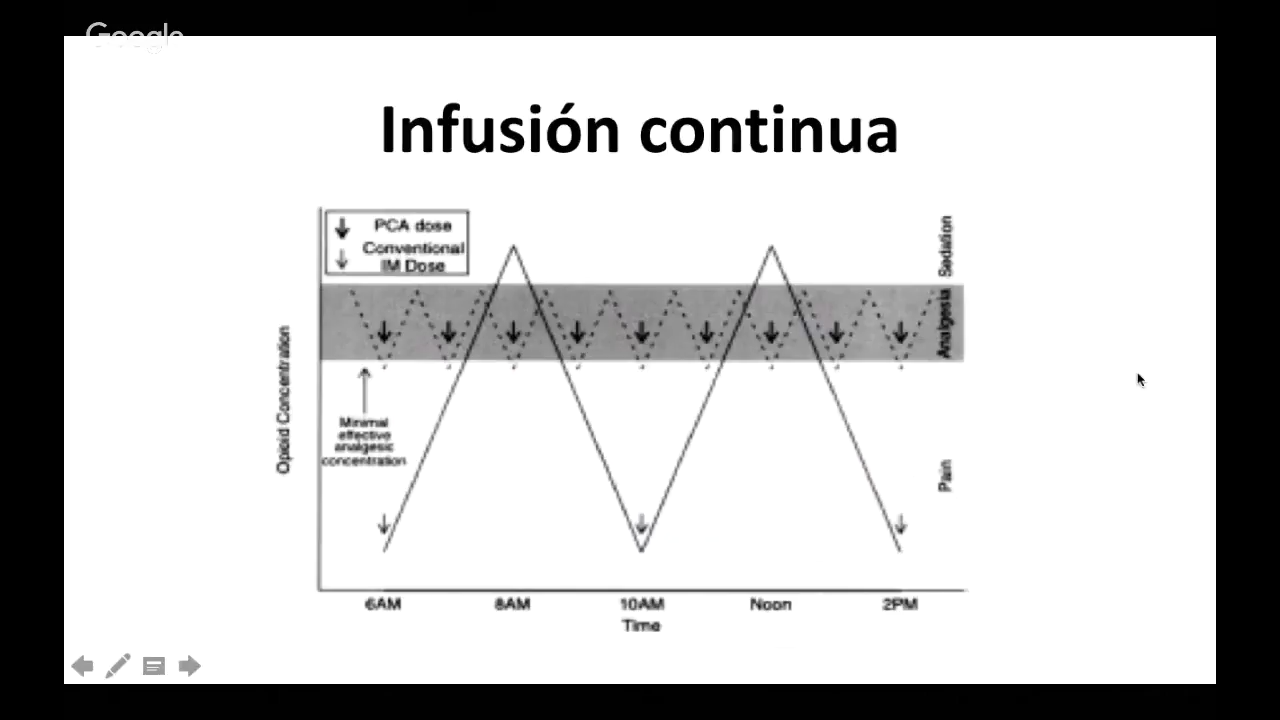 Google
Infusión continua
PCA dose
Conventional
IM Dose
Sedation
Analgesia
Pain
Opioid Concentration
Minimal
effective
analgesic
concentration
6AM 8AM 10AM Noon 2PM
Time